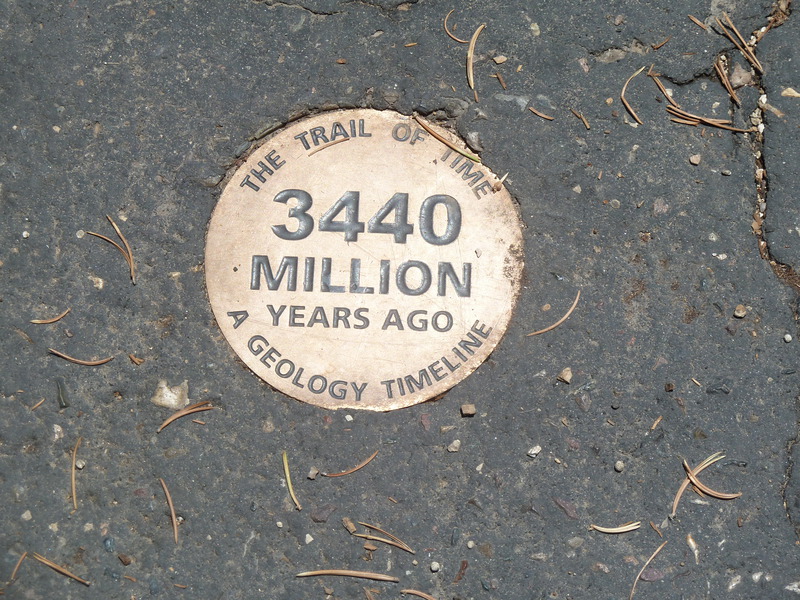 THE TRAIL OF TIME
3440
MILLION
YEARS AGO
A GEOLOGY TIMELINE